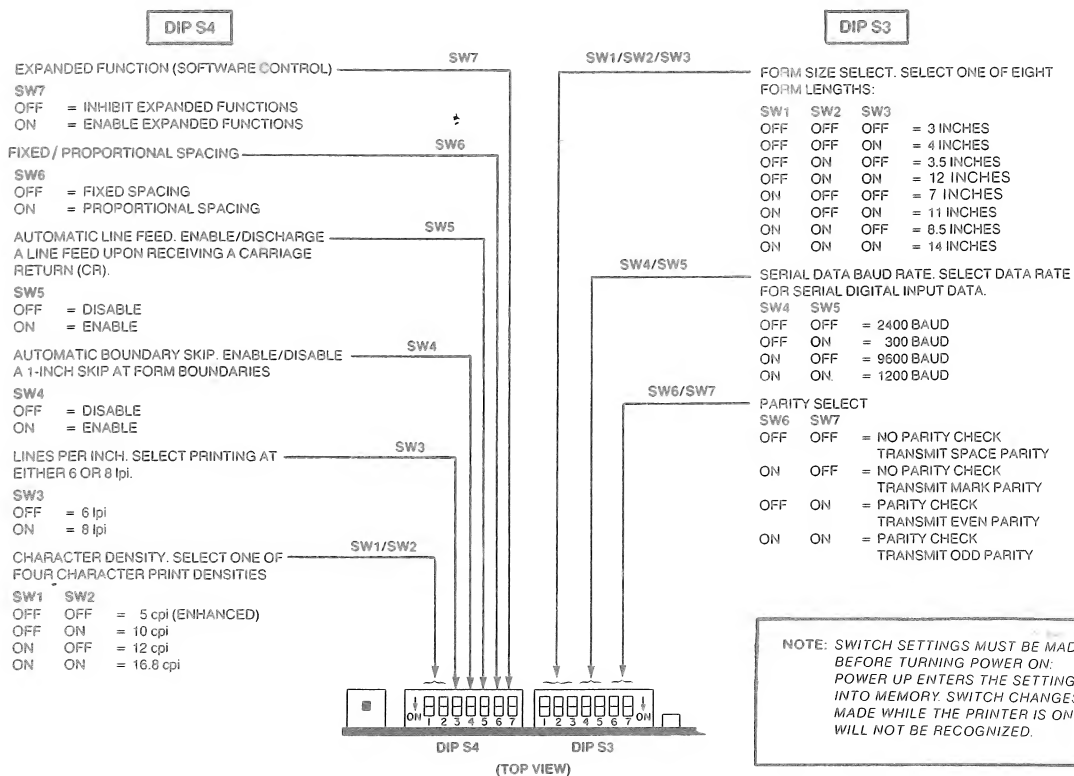 DIP S4
EXPANDED FUNCTION (SOFTWARE CONTROL)
SW7
SW7
OFF = INHIBIT EXPANDED FUNCTIONS
ON = ENABLE EXPANDED FUNCTIONS
FIXED / PROPORTIONAL SPACING
SW6
SW6
OFF = FIXED SPACING
ON = PROPORTIONAL SPACING
AUTOMATIC LINE FEED. ENABLE/DISCHARGE
A LINE FEED UPON RECEIVING A CARRIAGE
RETURN (CR).
SW5
SW5
OFF = DISABLE
ON = ENABLE
AUTOMATIC BOUNDARY SKIP. ENABLE/DISABLE
A 1-INCH SKIP AT FORM BOUNDARIES
SW4
SW4
OFF = DISABLE
ON = ENABLE
LINES PER INCH. SELECT PRINTING AT
EITHER 6 OR 8 lpi.
SW3
SW3
OFF = 6 lpi
ON = 8 lpi
CHARACTER DENSITY. SELECT ONE OF
FOUR CHARACTER PRINT DENSITIES
SW1/SW2
SW1 SW2
OFF OFF = 5 cpi (ENHANCED)
OFF ON = 10 cpi
ON OFF = 12 cpi
ON ON = 16.8 cpi
DIP S3
SW1/SW2/SW3
FORM SIZE SELECT. SELECT ONE OF EIGHT
FORM LENGTHS:
SW1 SW2 SW3
OFF OFF OFF = 3 INCHES
OFF OFF ON = 4 INCHES
OFF ON OFF = 3.5 INCHES
OFF ON ON = 12 INCHES
ON OFF OFF = 7 INCHES
ON OFF ON = 11 INCHES
ON ON OFF = 8.5 INCHES
ON ON ON = 14 INCHES
SW4/SW5
SERIAL DATA BAUD RATE. SELECT DATA RATE
FOR SERIAL DIGITAL INPUT DATA.
SW4 SW5
OFF OFF = 2400 BAUD
OFF ON = 300 BAUD
ON OFF = 9600 BAUD
ON ON. = 1200 BAUD
SW6/SW7
PARITY SELECT
SW6 SW7
OFF OFF = NO PARITY CHECK
TRANSMIT SPACE PARITY
ON OFF = NO PARITY CHECK
TRANSMIT MARK PARITY
OFF ON = PARITY CHECK
TRANSMIT EVEN PARITY
ON ON = PARITY CHECK
TRANSMIT ODD PARITY
NOTE: SWITCH SETTINGS MUST BE MAD
BEFORE TURNING POWER ON:
POWER UP ENTERS THE SETTING
INTO MEMORY. SWITCH CHANGES
MADE WHILE THE PRINTER IS ON
WILL NOT BE RECOGNIZED.
ON 1 2 3 4 5 6 7
1 2 3 4 5 6 7 ON
DIP S4
DIP S3
(TOP VIEW)